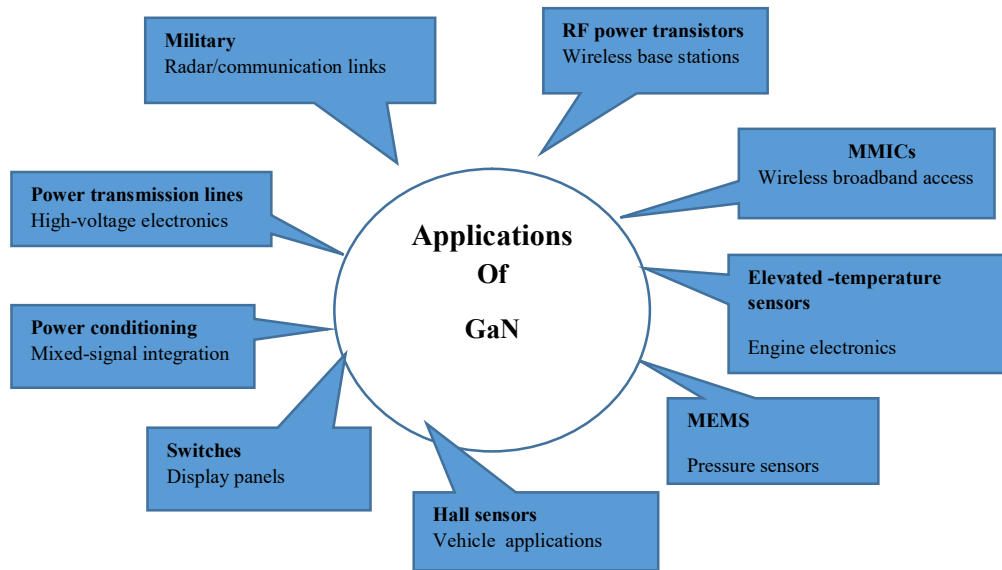 Military
Radar/communication links
RF power transistors
Wireless base stations
MMICs
Wireless broadband access
Power transmission lines
High-voltage electronics
Applications
Of
GaN
Elevated -temperature
sensors
Engine electronics
Power conditioning
Mixed-signal integration
MEMS
Pressure sensors
Switches
Display panels
Hall sensors
Vehicle applications